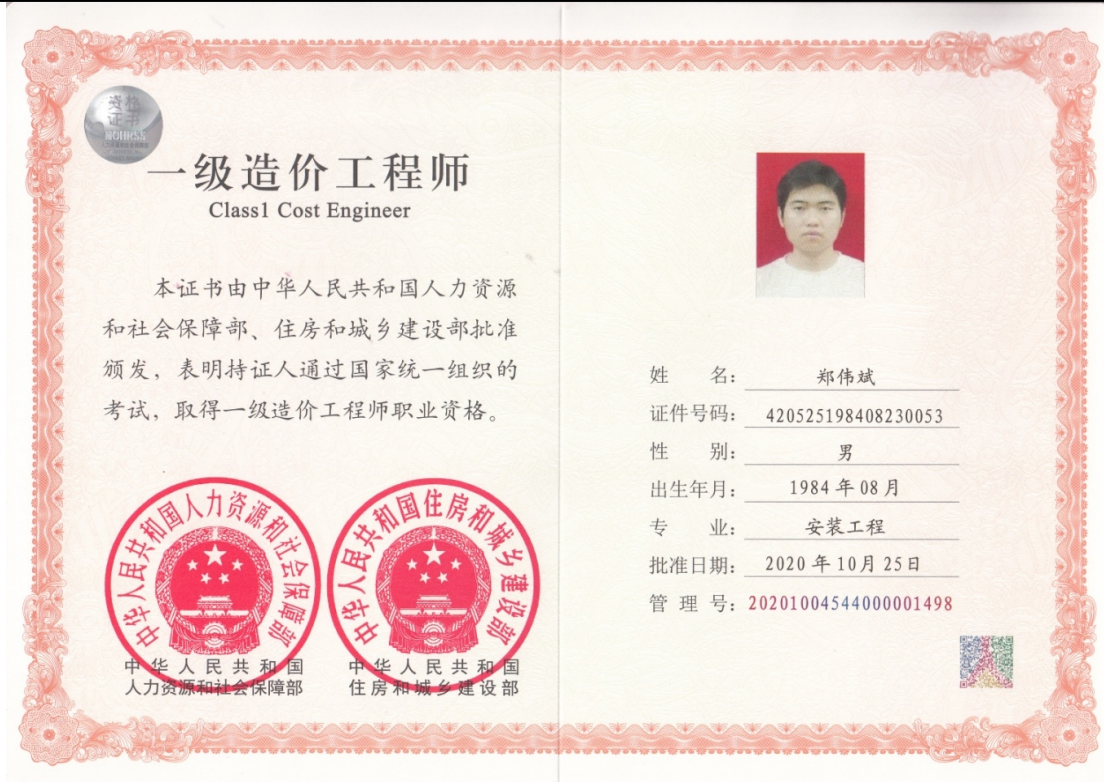 资格
证书
MOHRSS
一级造价工程师
Class1 Cost Engineer
本证书由中华人民共和国人力资源
和社会保障部、住房和城乡建设部批准
颁发，表明持证人通过国家统一组织的
考试，取得一级造价工程师职业资格。
中华人民共和国人力资源和社会保障部
中华人民共和国
人力资源和社会保障部
中华人民共和国住房和城乡建设部
中华人民共和国
住房和城乡建设部
姓 名： 郑伟斌
证件号码： 420525198408230053
性 别： 男
出生年月： 1984 年 08 月
专 业： 安装工程
批准日期： 2020 年 10 月 25 日
管 理 号： 20201004544000001498